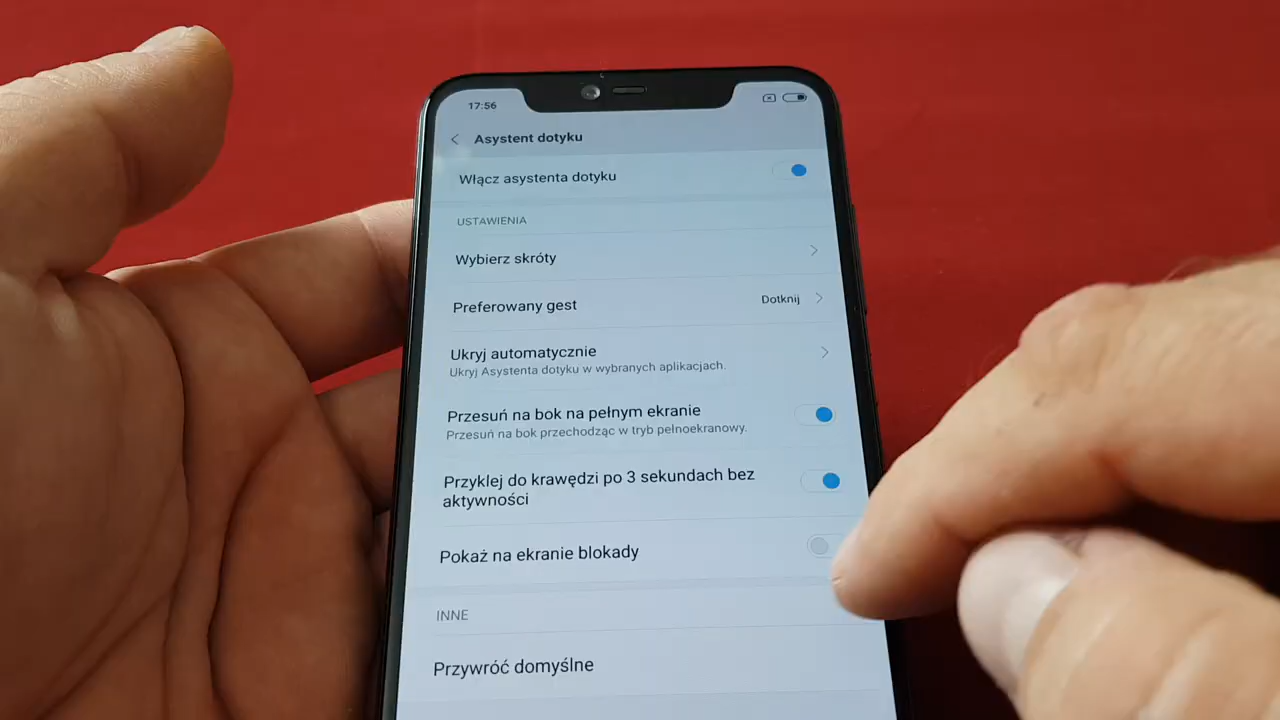 17:56
Asystent dotyku
Włącz asystenta dotyku
USTAWIENIA
Wybierz skróty
Preferowany gest
Dotknij
Ukryj automatycznie
Ukryj Asystenta dotyku w wybranych aplikacjach.
Przesuń na bok na pełnym ekranie
Przesuń na bok przechodząc w tryb pełnoekranowy.
Przyklej do krawędzi po 3 sekundach bez
aktywności
Pokaż na ekranie blokady
INNE
Przywróć domyślne